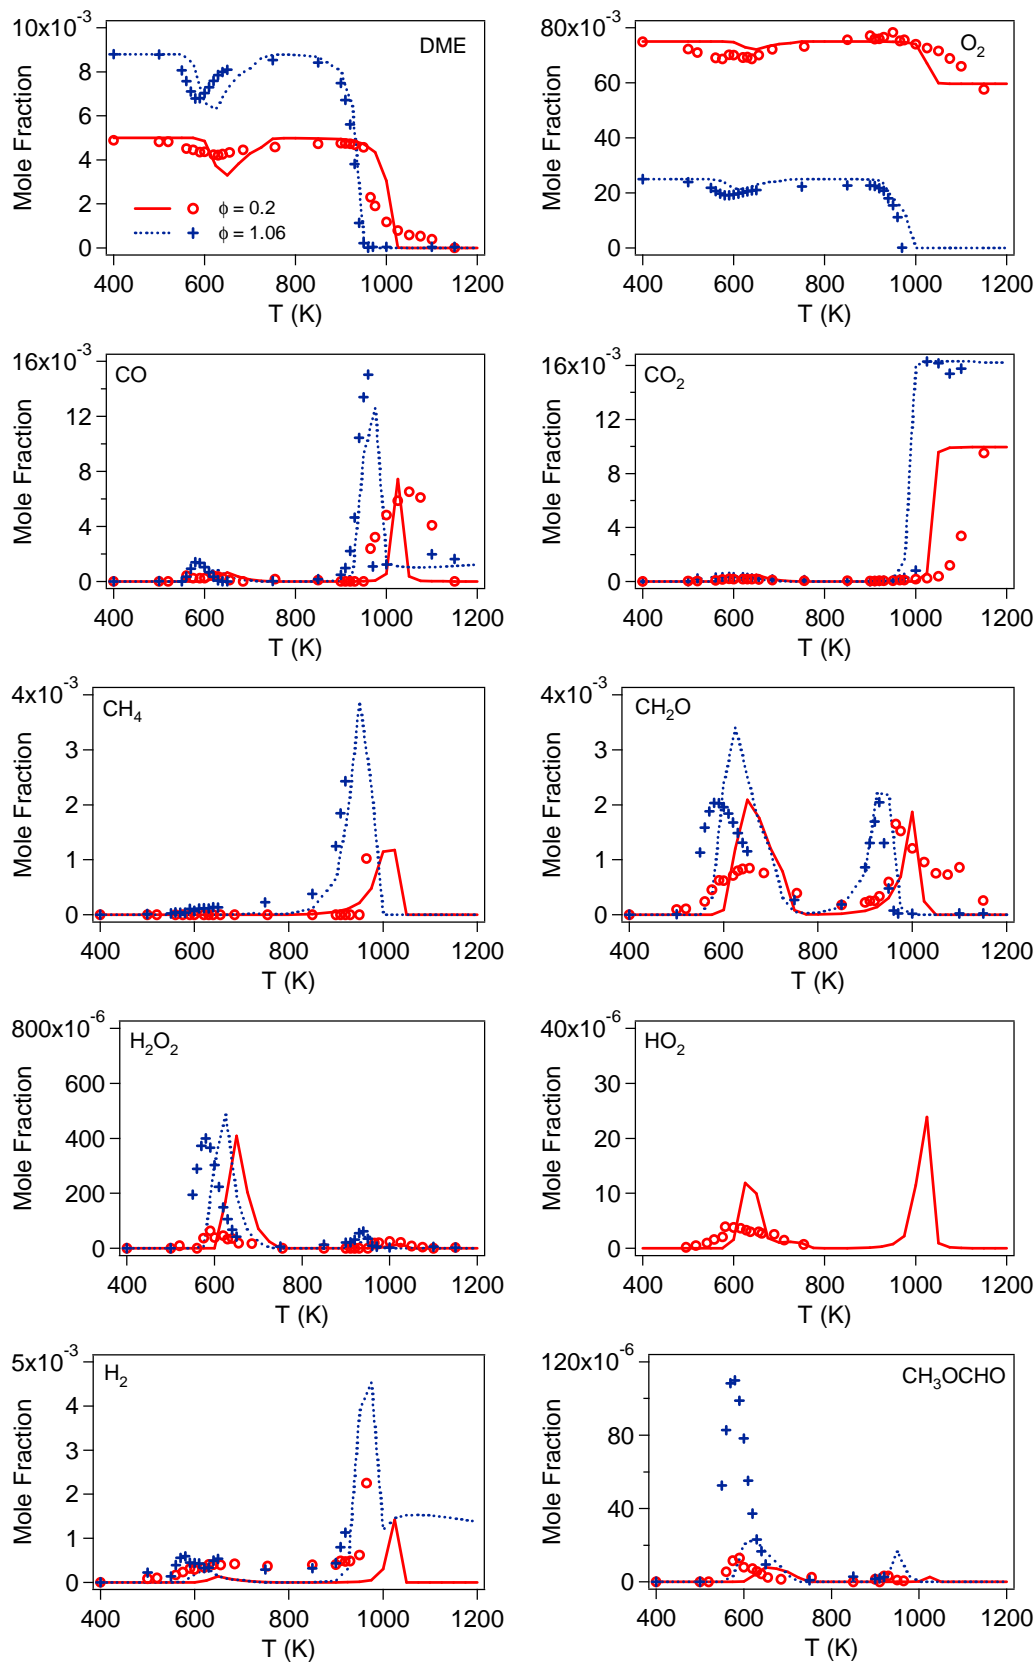 10x10⁻³
8
6
4
2
0
Mole Fraction
DME
φ = 0.2
φ = 1.06
400 600 800 1000 1200
T (K)
80x10⁻³
60
40
20
0
Mole Fraction
O₂
400 600 800 1000 1200
T (K)
16x10⁻³
12
8
4
0
Mole Fraction
CO
400 600 800 1000 1200
T (K)
16x10⁻³
12
8
4
0
Mole Fraction
CO₂
400 600 800 1000 1200
T (K)
4x10⁻³
3
2
1
0
Mole Fraction
CH₄
400 600 800 1000 1200
T (K)
4x10⁻³
3
2
1
0
Mole Fraction
CH₂O
400 600 800 1000 1200
T (K)
800x10⁻⁶
600
400
200
0
Mole Fraction
H₂O₂
400 600 800 1000 1200
T (K)
40x10⁻⁶
30
20
10
0
Mole Fraction
HO₂
400 600 800 1000 1200
T (K)
5x10⁻³
4
3
2
1
0
Mole Fraction
H₂
400 600 800 1000 1200
T (K)
120x10⁻⁶
80
40
0
Mole Fraction
CH₃OCHO
400 600 800 1000 1200
T (K)